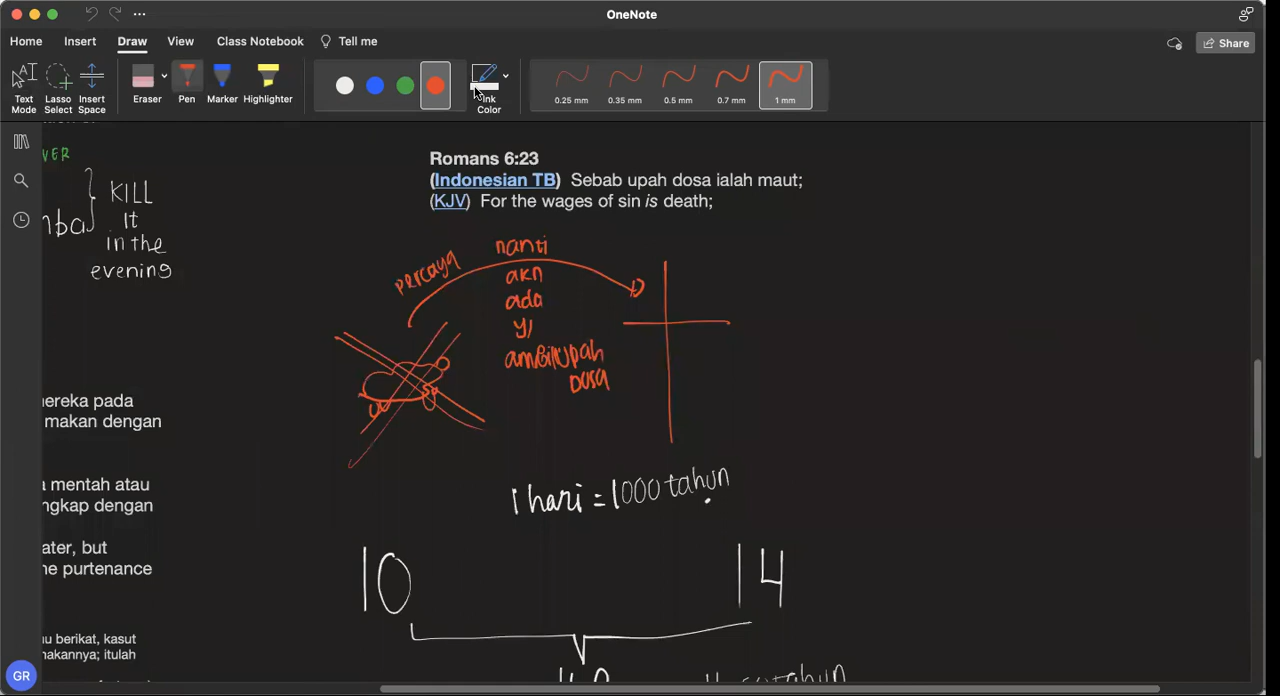 OneNote
Home
Insert
Draw
View
Class Notebook
Tell me
Share
Text Mode
Lasso Select
Insert Space
Eraser
Pen
Marker
Highlighter
Ink Color
0.25 mm
0.35 mm
0.5 mm
0.7 mm
1 mm
VER
KILL
It
in the
evening
mba
Romans 6:23
(Indonesian TB) Sebab upah dosa ialah maut;
(KJV) For the wages of sin is death;
percaya
nanti
akn
ada
y/
ambil upah
Dosa
ereka pada
makan dengan
a mentah atau
ngkap dengan
ater, but
ne purtenance
u berikat, kasut
nakannya; itulah
1 hari = 1000 tahun
10
14
tahun
GR